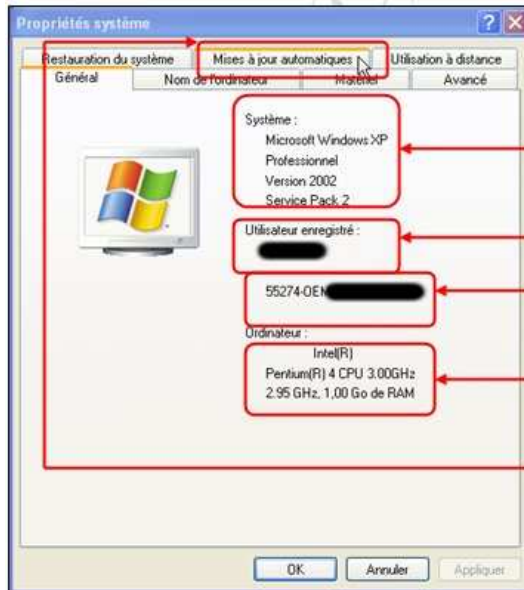 Propriétés système
Restauration du système
Mises à jour automatiques
Utilisation à distance
Général
Nom de l'ordinateur
Matériel
Avancé
Système :
Microsoft Windows XP
Professionnel
Version 2002
Service Pack 2
Utilisateur enregistré :
55274-OEM
Ordinateur :
Intel(R)
Pentium(R) 4 CPU 3.00GHz
2.95 GHz, 1,00 Go de RAM
OK
Annuler
Appliquer